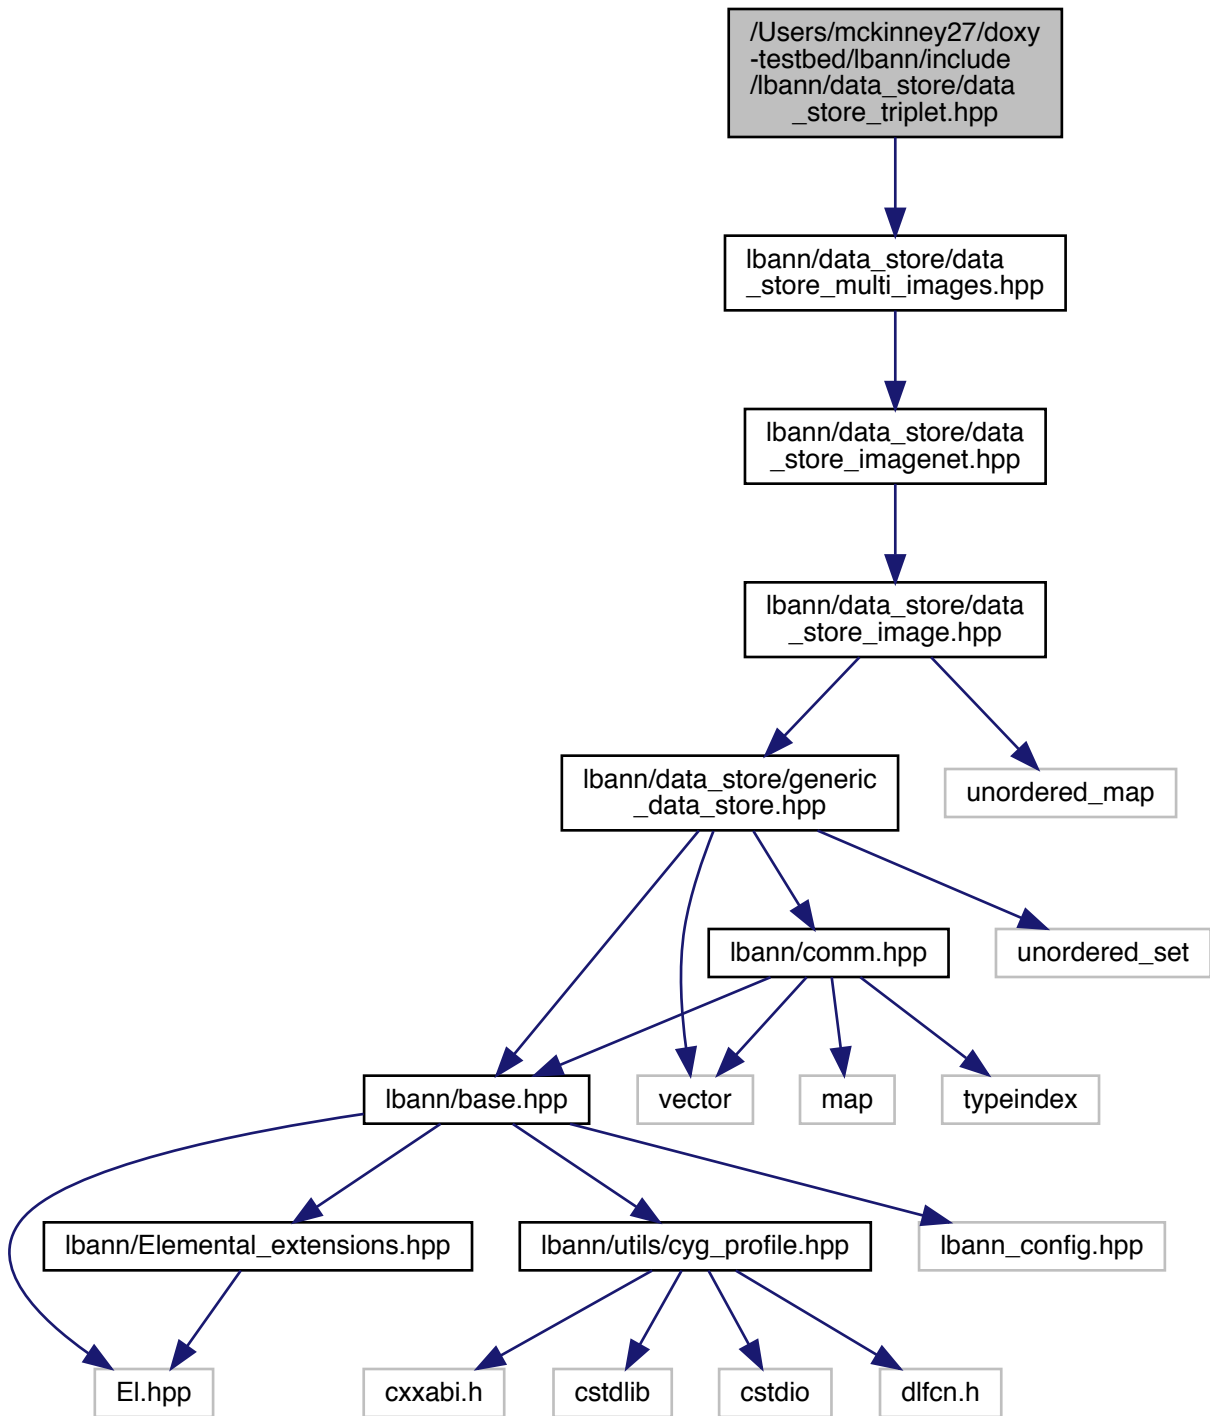 /Users/mckinney27/doxy
-testbed/lbann/include
/lbann/data_store/data
_store_triplet.hpp
lbann/data_store/data
_store_multi_images.hpp
lbann/data_store/data
_store_imagenet.hpp
lbann/data_store/data
_store_image.hpp
lbann/data_store/generic
_data_store.hpp
unordered_map
lbann/comm.hpp
unordered_set
lbann/base.hpp
vector
map
typeindex
lbann/Elemental_extensions.hpp
lbann/utils/cyg_profile.hpp
lbann_config.hpp
El.hpp
cxxabi.h
cstdlib
cstdio
dlfcn.h